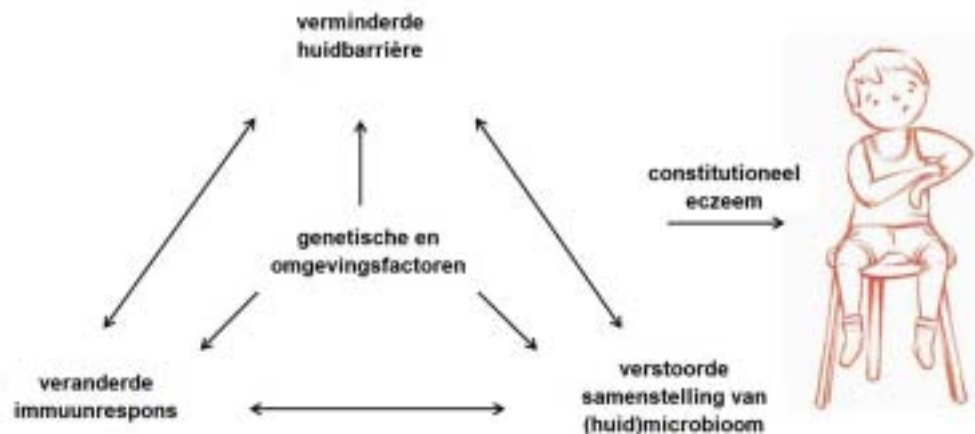 verminderde
huidbarrière
constitutioneel
eczeem
genetische en
omgevingsfactoren
veranderde
immuunrespons
verstoorde
samenstelling van
(huid)microbioom